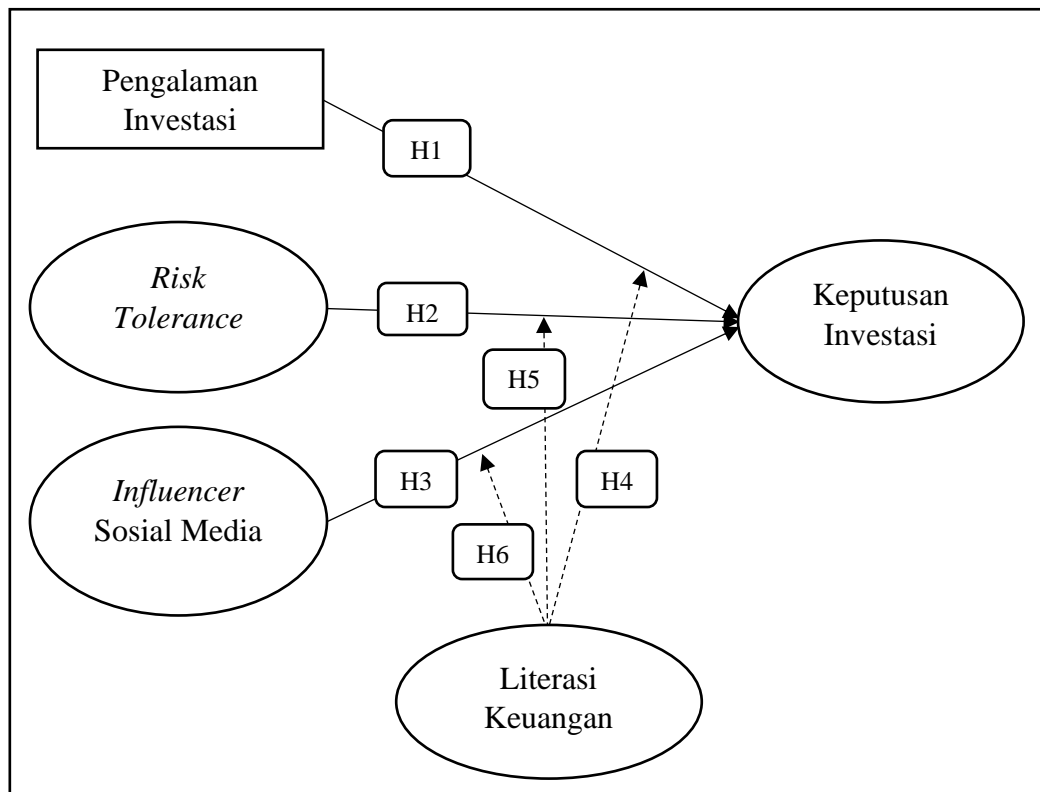 Pengalaman
Investasi
H1
Risk
Tolerance
H2
Keputusan
Investasi
H5
Influencer
Sosial Media
H3
H4
H6
Literasi
Keuangan